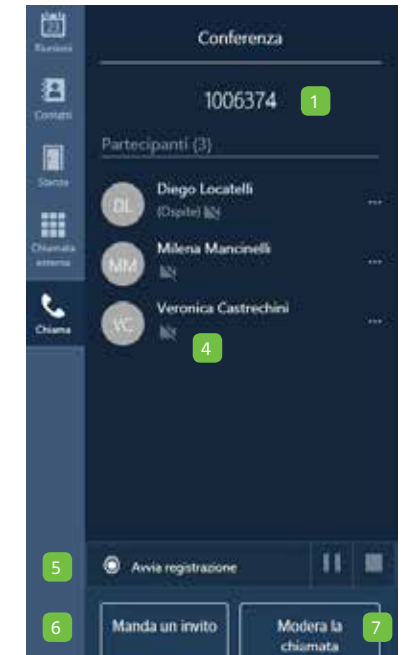 23
Riunioni
Contatti
Stanze
Chiamata
esterna
Chiama
Conferenza
1006374
1
Partecipanti (3)
DL
Diego Locatelli
(Ospite)
...
MM
Milena Mancinelli
...
VC
Veronica Castrechini
...
4
5
Avvia registrazione
6
Manda un invito
Modera la
chiamata
7